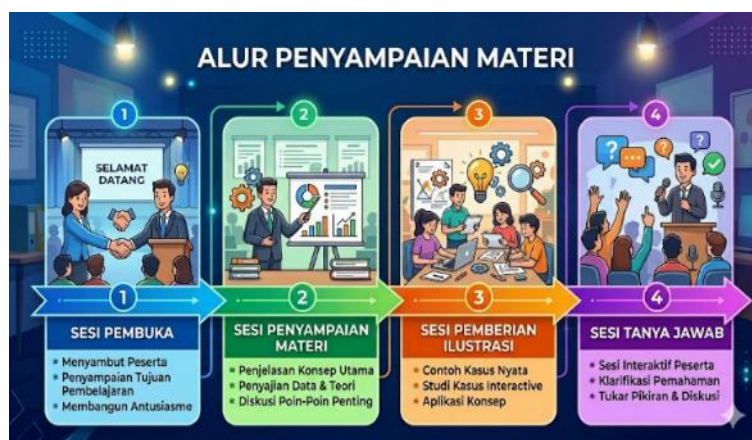 ALUR PENYAMPAIAN MATERI
1
SELAMAT
DATANG
1
SESI PEMBUKA
Menyambut Peserta
Penyampaian Tujuan
Pembelajaran
Membangun Antusiasme
2
2
SESI PENYAMPAIAN
MATERI
Penjelasan Konsep Utama
Penyajian Data & Teori
Diskusi Poin-Poin Penting
3
3
SESI PEMBERIAN
ILUSTRASI
Contoh Kasus Nyata
Studi Kasus Interactive
Aplikasi Konsep
4
? ?
?
4
SESI TANYA JAWAB
Sesi Interaktif Peserta
Klarifikasi Pemahaman
Tukar Pikiran & Diskusi